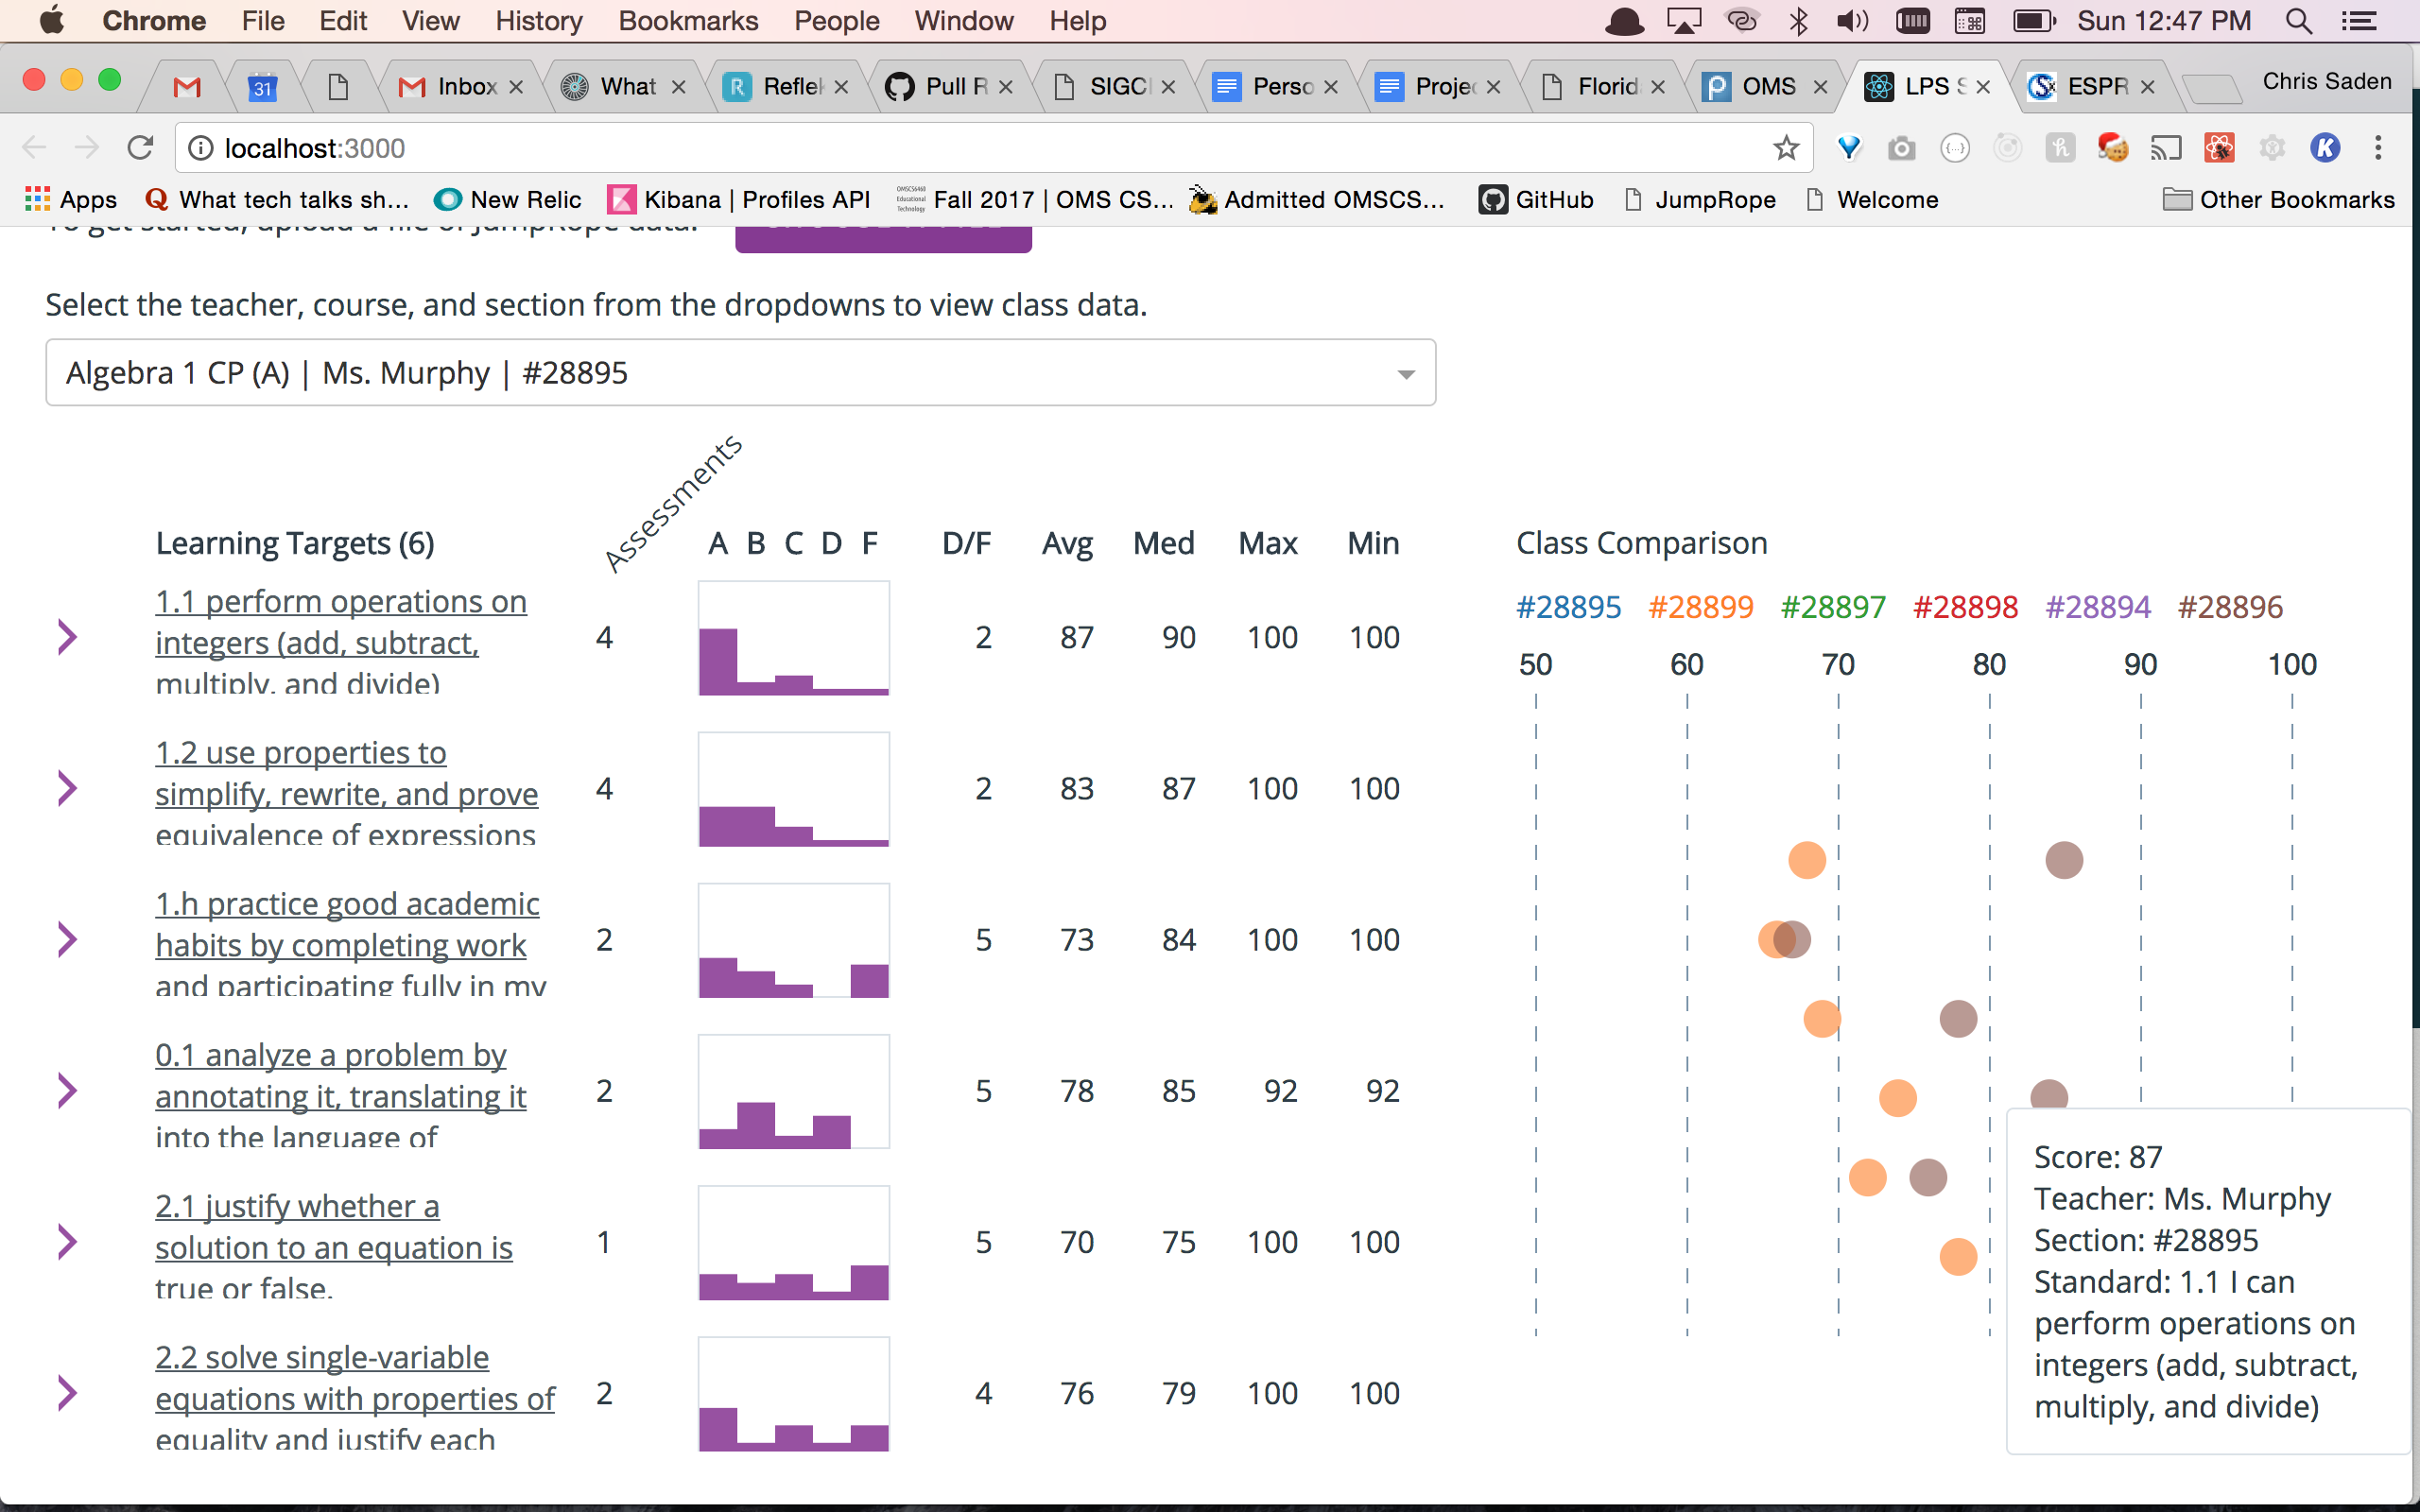 Chrome File Edit View History Bookmarks People Window Help Sun 12:47 PM
31 Inbox What Reflek Pull R SIGC Perso Projec Florid OMS LPS S ESPR Chris Saden
localhost:3000
Apps What tech talks sh... New Relic Kibana | Profiles API Fall 2017 | OMS CS... Admitted OMSCS... GitHub JumpRope Welcome Other Bookmarks
To get started, upload a file of JumpRope data.
Select the teacher, course, and section from the dropdowns to view class data.
Algebra 1 CP (A) | Ms. Murphy | #28895
Assessments
Learning Targets (6) A B C D F D/F Avg Med Max Min Class Comparison
#28895 #28899 #28897 #28898 #28894 #28896
50 60 70 80 90 100
1.1 perform operations on
integers (add, subtract,
multiply, and divide)
4 2 87 90 100 100
1.2 use properties to
simplify, rewrite, and prove
equivalence of expressions
4 2 83 87 100 100
1.h practice good academic
habits by completing work
and participating fully in my
2 5 73 84 100 100
0.1 analyze a problem by
annotating it, translating it
into the language of
2 5 78 85 92 92
2.1 justify whether a
solution to an equation is
true or false.
1 5 70 75 100 100
2.2 solve single-variable
equations with properties of
equality and justify each
2 4 76 79 100 100
Score: 87
Teacher: Ms. Murphy
Section: #28895
Standard: 1.1 I can
perform operations on
integers (add, subtract,
multiply, and divide)